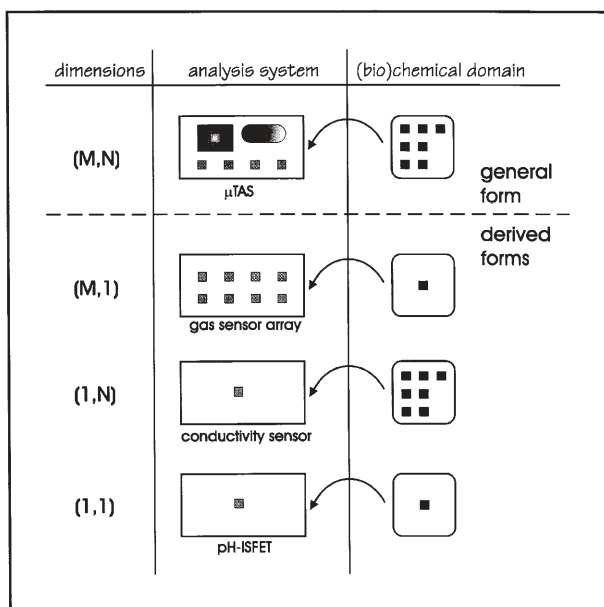 dimensions analysis system (bio)chemical domain
(M,N)
μTAS
general
form
derived
forms
(M,1)
gas sensor array
(1,N)
conductivity sensor
(1,1)
pH-ISFET